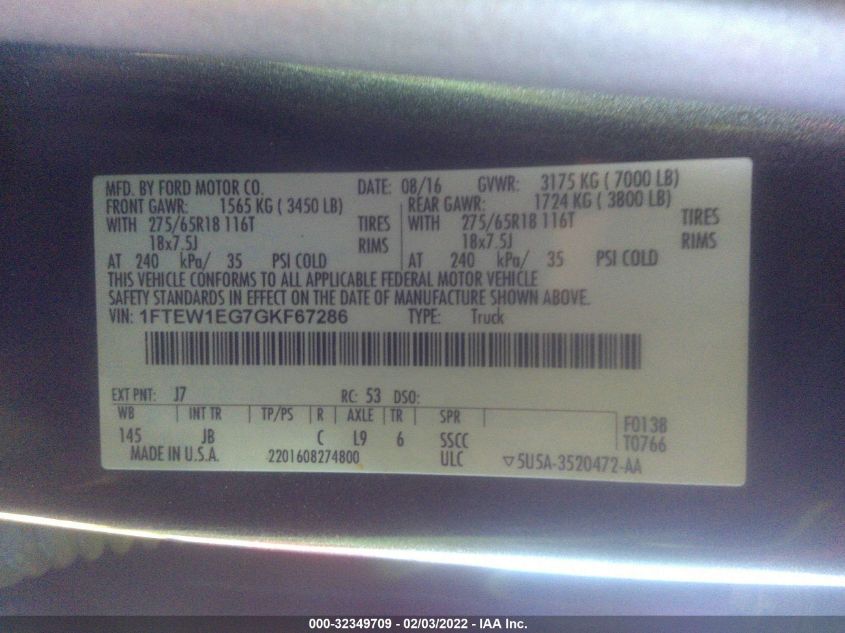 MFD. BY FORD MOTOR CO. DATE: 08/16 GVWR: 3175 KG ( 7000 LB)
FRONT GAWR: 1565 KG ( 3450 LB) REAR GAWR: 1724 KG ( 3800 LB)
WITH 275/65R18 116T TIRES WITH 275/65R18 116T TIRES
18x7.5J RIMS 18x7.5J RIMS
AT 240 kPa/ 35 PSI COLD AT 240 kPa/ 35 PSI COLD
THIS VEHICLE CONFORMS TO ALL APPLICABLE FEDERAL MOTOR VEHICLE
SAFETY STANDARDS IN EFFECT ON THE DATE OF MANUFACTURE SHOWN ABOVE.
VIN: 1FTEW1EG7GKF67286 TYPE: Truck
EXT PNT: J7 RC: 53 DSO:
WB INT TR TP/PS R AXLE TR SPR F0138
145 JB C L9 6 SSCC T0766
MADE IN U.S.A. 2201608274800 ULC ▽5U5A-3520472-AA
000-32349709 - 02/03/2022 - IAA Inc.